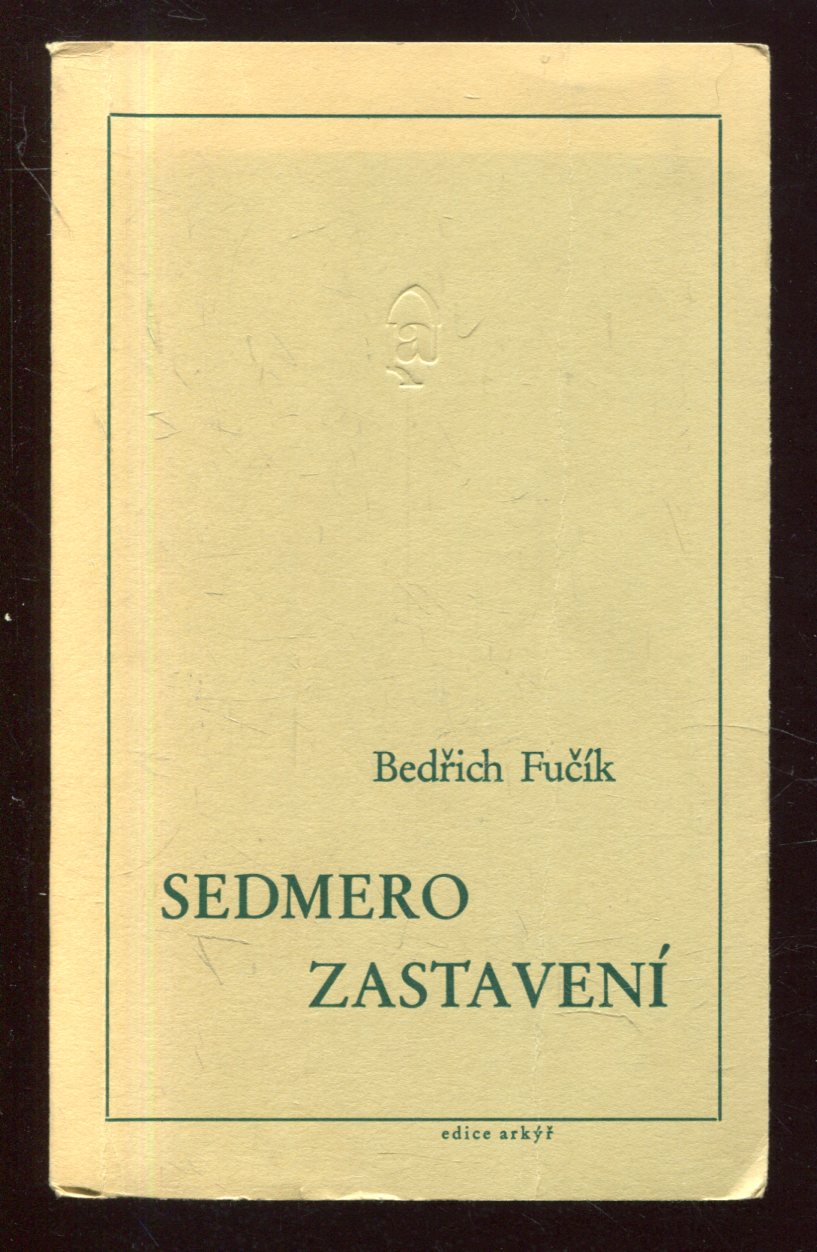 a
Bedřich Fučík
SEDMERO
ZASTAVENÍ
edice arkýř